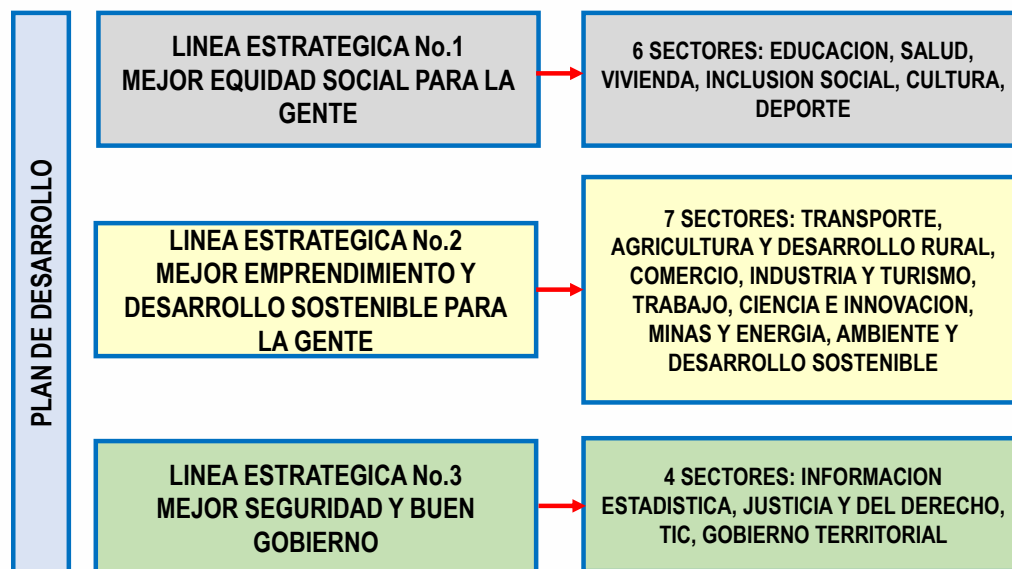 PLAN DE DESARROLLO
LINEA ESTRATEGICA No.1
MEJOR EQUIDAD SOCIAL PARA LA
GENTE
6 SECTORES: EDUCACION, SALUD,
VIVIENDA, INCLUSION SOCIAL, CULTURA,
DEPORTE
LINEA ESTRATEGICA No.2
MEJOR EMPRENDIMIENTO Y
DESARROLLO SOSTENIBLE PARA
LA GENTE
7 SECTORES: TRANSPORTE,
AGRICULTURA Y DESARROLLO RURAL,
COMERCIO, INDUSTRIA Y TURISMO,
TRABAJO, CIENCIA E INNOVACION,
MINAS Y ENERGIA, AMBIENTE Y
DESARROLLO SOSTENIBLE
LINEA ESTRATEGICA No.3
MEJOR SEGURIDAD Y BUEN
GOBIERNO
4 SECTORES: INFORMACION
ESTADISTICA, JUSTICIA Y DEL DERECHO,
TIC, GOBIERNO TERRITORIAL